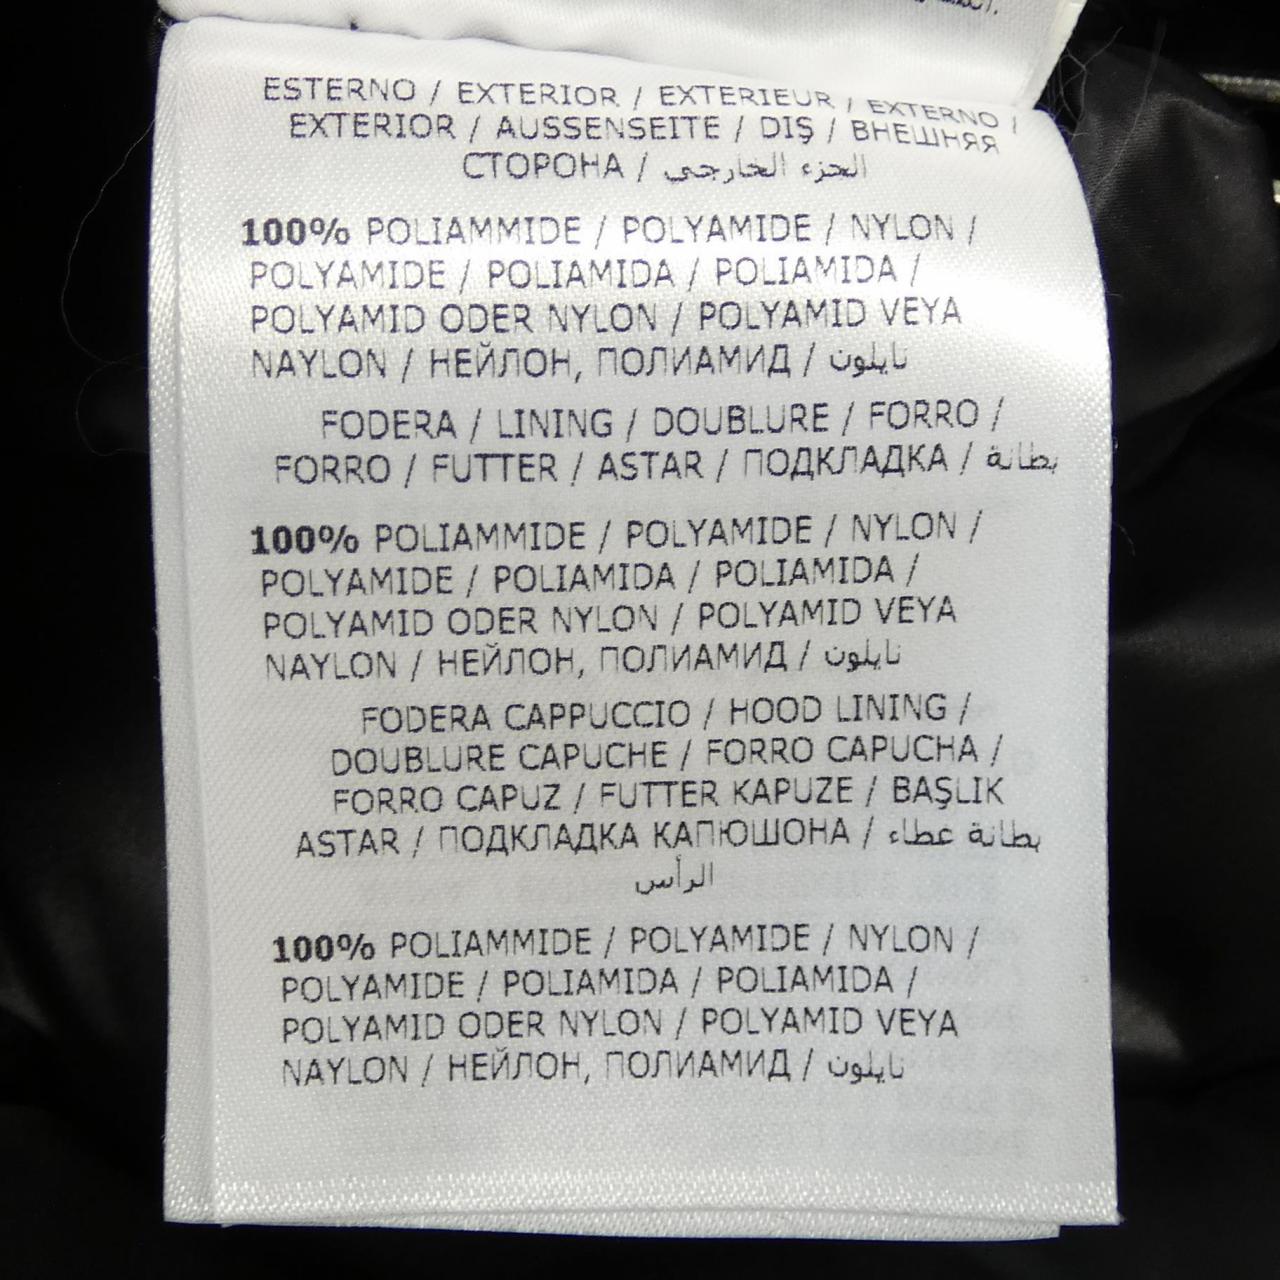 ESTERNO / EXTERIOR / EXTERIEUR / EXTERNO /
EXTERIOR / AUSSENSEITE / DIŞ / ВНЕШНЯЯ
СТОРОНА / الجزء الخارجي
100% POLIAMMIDE / POLYAMIDE / NYLON /
POLYAMIDE / POLIAMIDA / POLIAMIDA /
POLYAMID ODER NYLON / POLYAMID VEYA
NAYLON / НЕЙЛОН, ПОЛИАМИД / نايلون
FODERA / LINING / DOUBLURE / FORRO /
FORRO / FUTTER / ASTAR / ПОДКЛАДКА / بطانة
100% POLIAMMIDE / POLYAMIDE / NYLON /
POLYAMIDE / POLIAMIDA / POLIAMIDA /
POLYAMID ODER NYLON / POLYAMID VEYA
NAYLON / НЕЙЛОН, ПОЛИАМИД / نايلون
FODERA CAPPUCCIO / HOOD LINING /
DOUBLURE CAPUCHE / FORRO CAPUCHA /
FORRO CAPUZ / FUTTER KAPUZE / BAŞLIK
ASTAR / ПОДКЛАДКА КАПЮШОНА / بطانة غطاء
الرأس
100% POLIAMMIDE / POLYAMIDE / NYLON /
POLYAMIDE / POLIAMIDA / POLIAMIDA /
POLYAMID ODER NYLON / POLYAMID VEYA
NAYLON / НЕЙЛОН, ПОЛИАМИД / نايلون